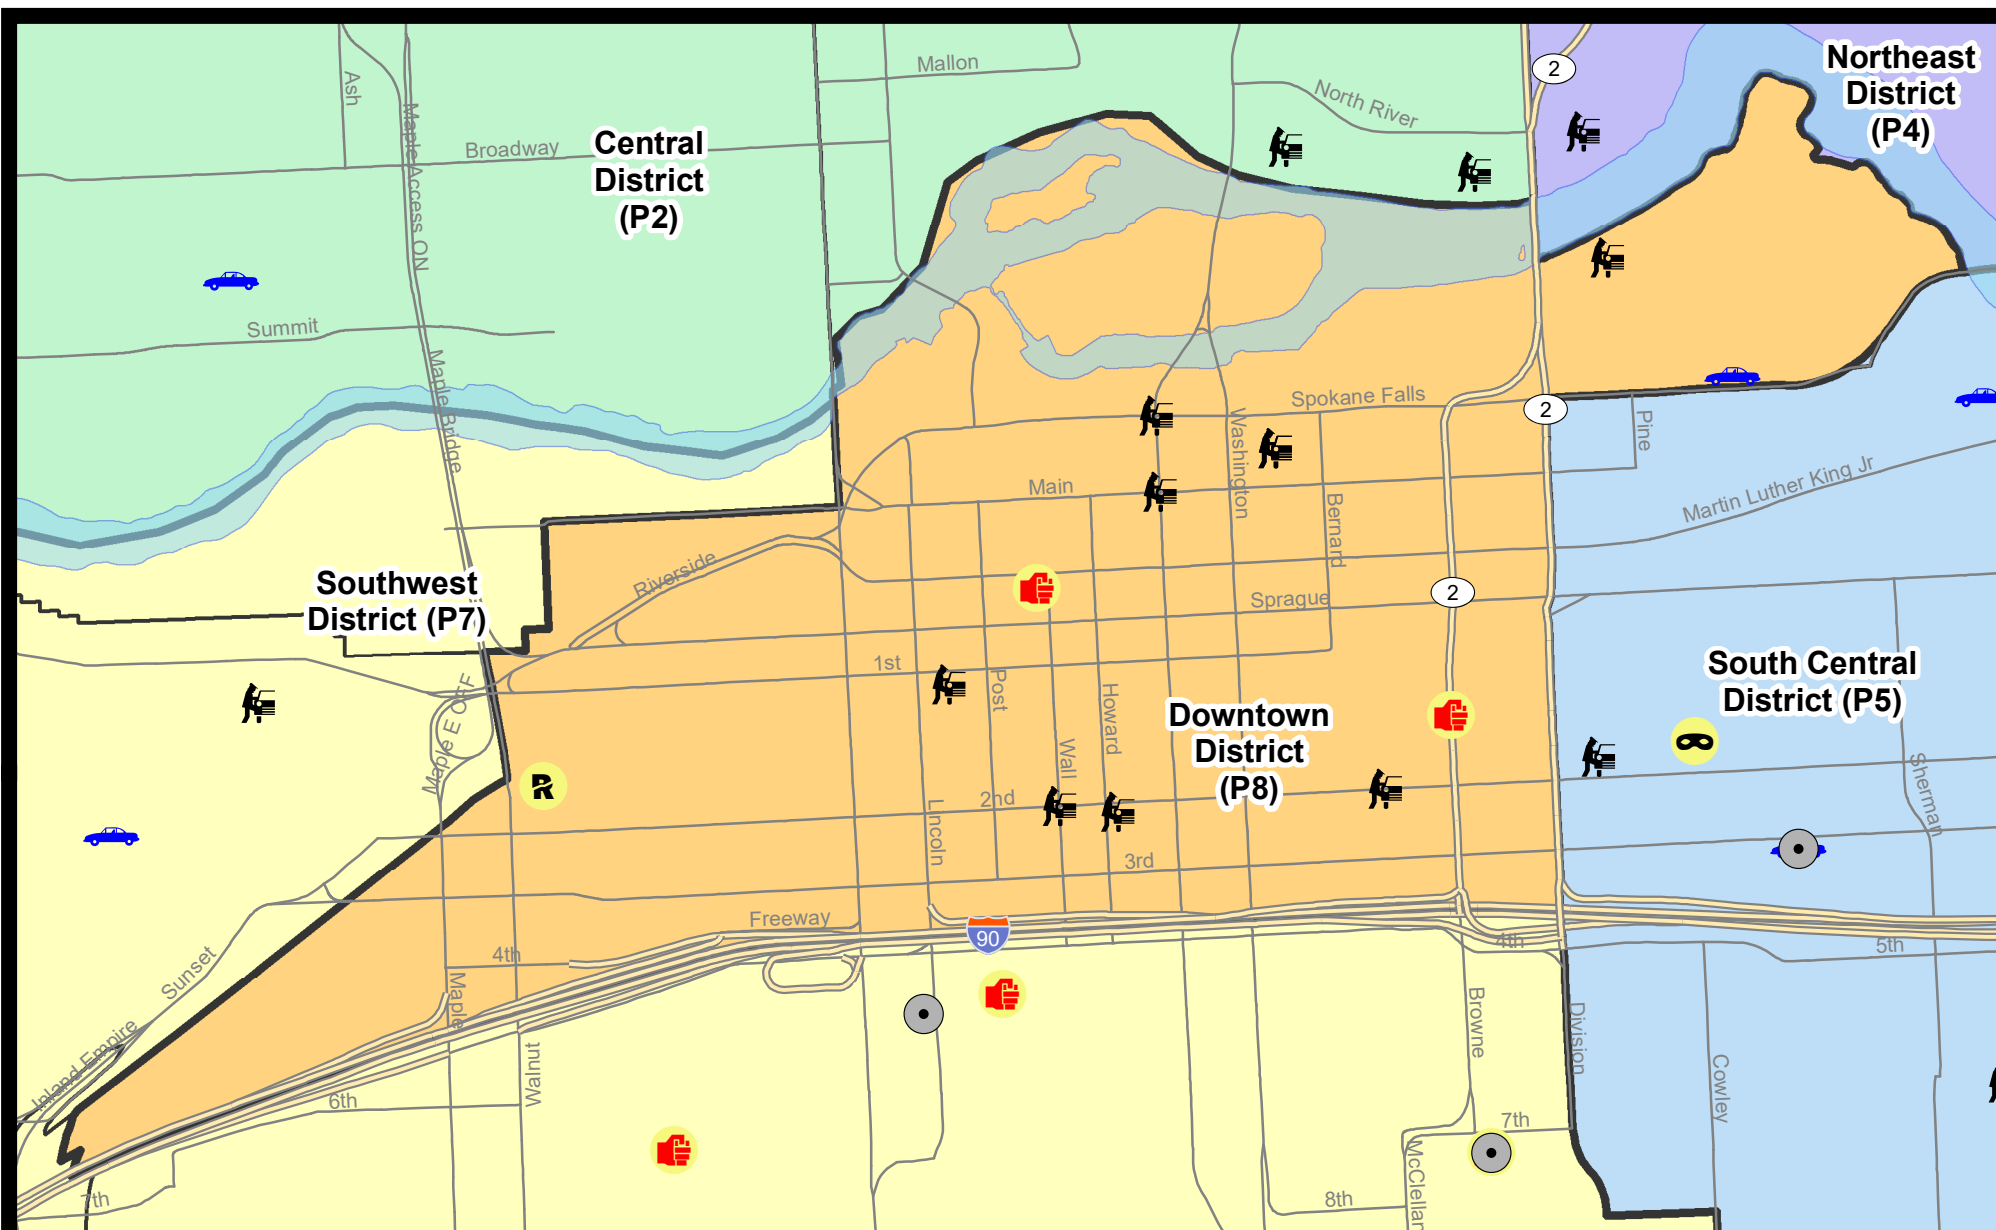 Mallon
2
Northeast
District
(P4)
Ash
North River
Maple Access ON
Broadway
Central
District
(P2)
Summit
Maple Bridge
Spokane Falls
2
Washington
Pine
Main
Bernard
Martin Luther King Jr
Riverside
Southwest
District (P7)
Sprague
2
1st
Post
Howard
South Central
District (P5)
Maple E OFF
Downtown
District
(P8)
Wall
Sherman
R
2nd
Lincoln
3rd
Freeway
90
4th
4th
5th
Sunset
Maple
Browne
Division
Inland Empire
Walnut
Cowley
6th
7th
McClellan
7th
8th